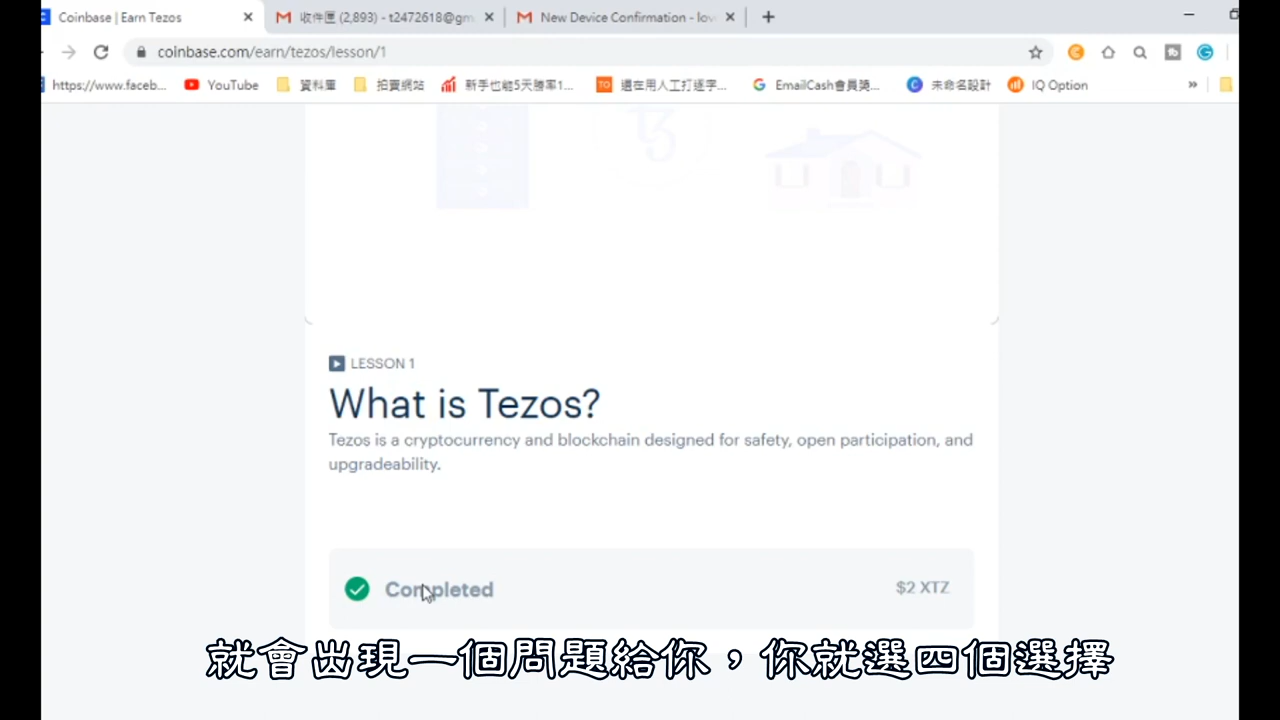 Coinbase | Earn Tezos
收件匣 (2,893) - t2472618@gm
New Device Confirmation - lov
coinbase.com/earn/tezos/lesson/1
https://www.faceb...
YouTube
資料庫
拍賣網站
新手也能5天勝率1...
還在用人工打逐字...
EmailCash會員獎...
未命名設計
IQ Option
LESSON 1
What is Tezos?
Tezos is a cryptocurrency and blockchain designed for safety, open participation, and
upgradeability.
Completed
$2 XTZ
就會出現一個問題給你，你就選四個選擇